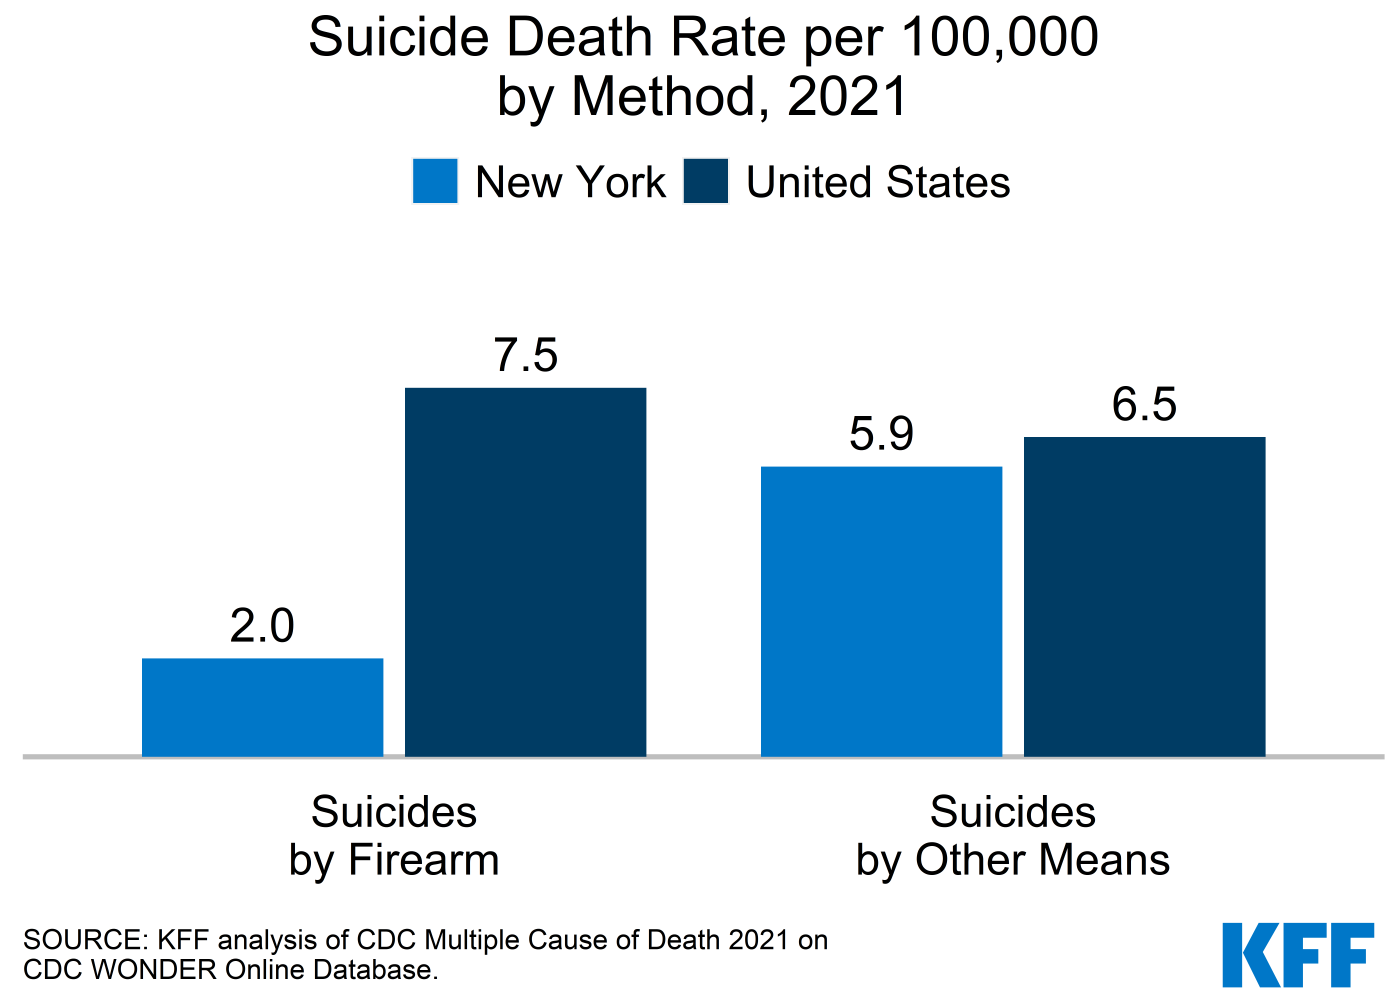 Suicide Death Rate per 100,000
by Method, 2021
New York United States
7.5
6.5
5.9
2.0
Suicides
by Firearm
Suicides
by Other Means
SOURCE: KFF analysis of CDC Multiple Cause of Death 2021 on
CDC WONDER Online Database.
KFF